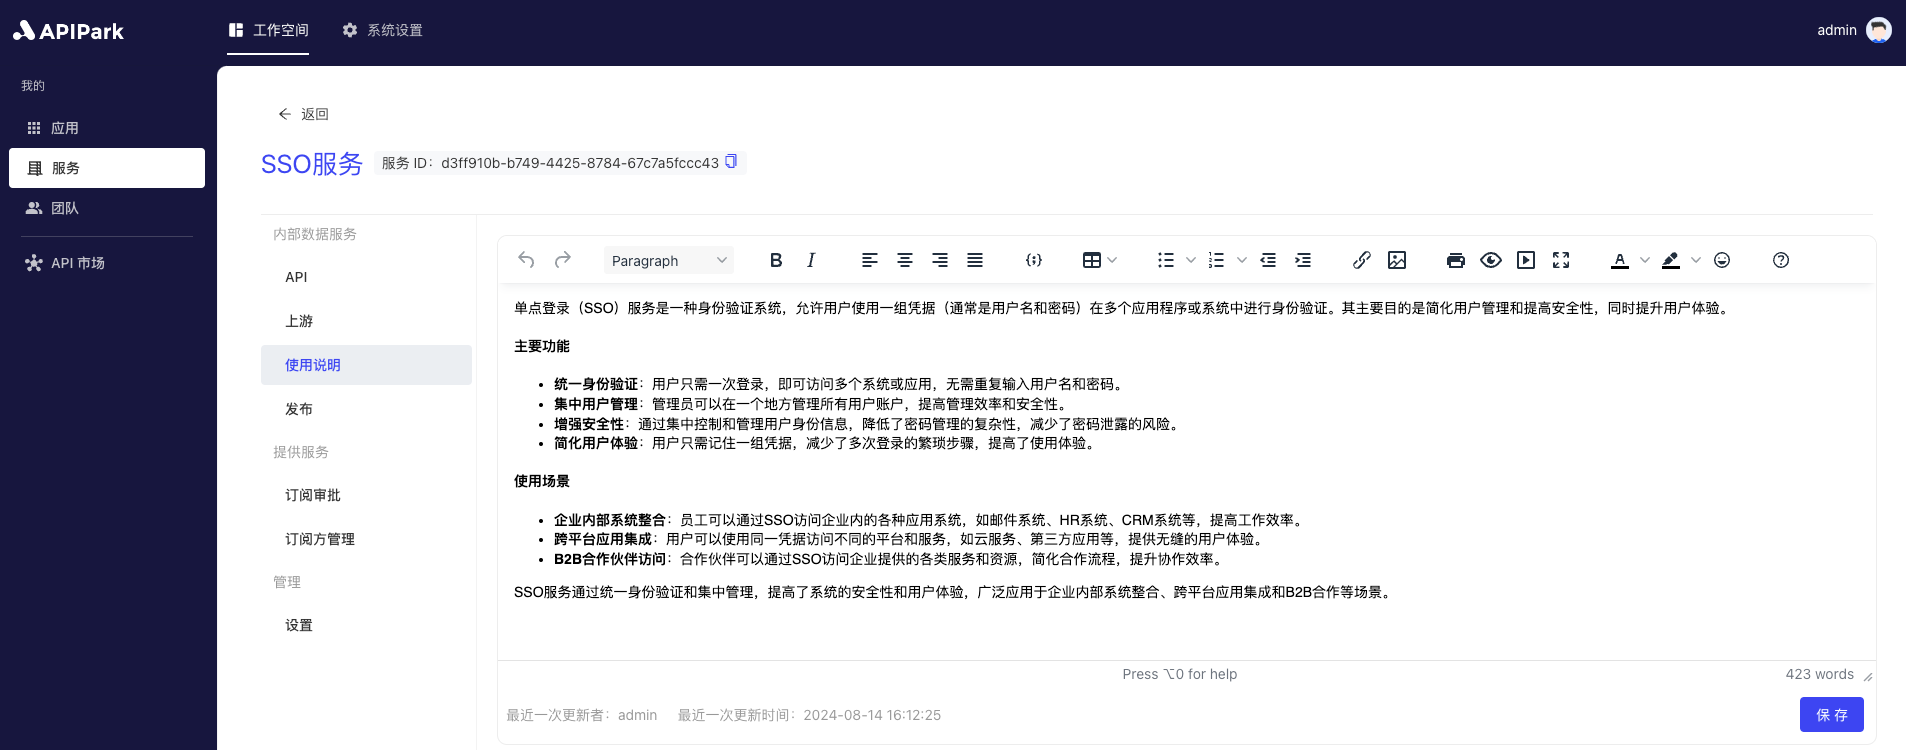 APIPark
工作空间
系统设置
admin
我的
应用
服务
团队
API 市场
返回
SSO服务
服务 ID：d3ff910b-b749-4425-8784-67c7a5fccc43
内部数据服务
API
上游
使用说明
发布
提供服务
订阅审批
订阅方管理
管理
设置
Paragraph
单点登录（SSO）服务是一种身份验证系统，允许用户使用一组凭据（通常是用户名和密码）在多个应用程序或系统中进行身份验证。其主要目的是简化用户管理和提高安全性，同时提升用户体验。
主要功能
• 统一身份验证：用户只需一次登录，即可访问多个系统或应用，无需重复输入用户名和密码。
• 集中用户管理：管理员可以在一个地方管理所有用户账户，提高管理效率和安全性。
• 增强安全性：通过集中控制和管理用户身份信息，降低了密码管理的复杂性，减少了密码泄露的风险。
• 简化用户体验：用户只需记住一组凭据，减少了多次登录的繁琐步骤，提高了使用体验。
使用场景
• 企业内部系统整合：员工可以通过SSO访问企业内的各种应用系统，如邮件系统、HR系统、CRM系统等，提高工作效率。
• 跨平台应用集成：用户可以使用同一凭据访问不同的平台和服务，如云服务、第三方应用等，提供无缝的用户体验。
• B2B合作伙伴访问：合作伙伴可以通过SSO访问企业提供的各类服务和资源，简化合作流程，提升协作效率。
SSO服务通过统一身份验证和集中管理，提高了系统的安全性和用户体验，广泛应用于企业内部系统整合、跨平台应用集成和B2B合作等场景。
Press ⌥0 for help
423 words
最近一次更新者：admin
最近一次更新时间：2024-08-14 16:12:25
保 存